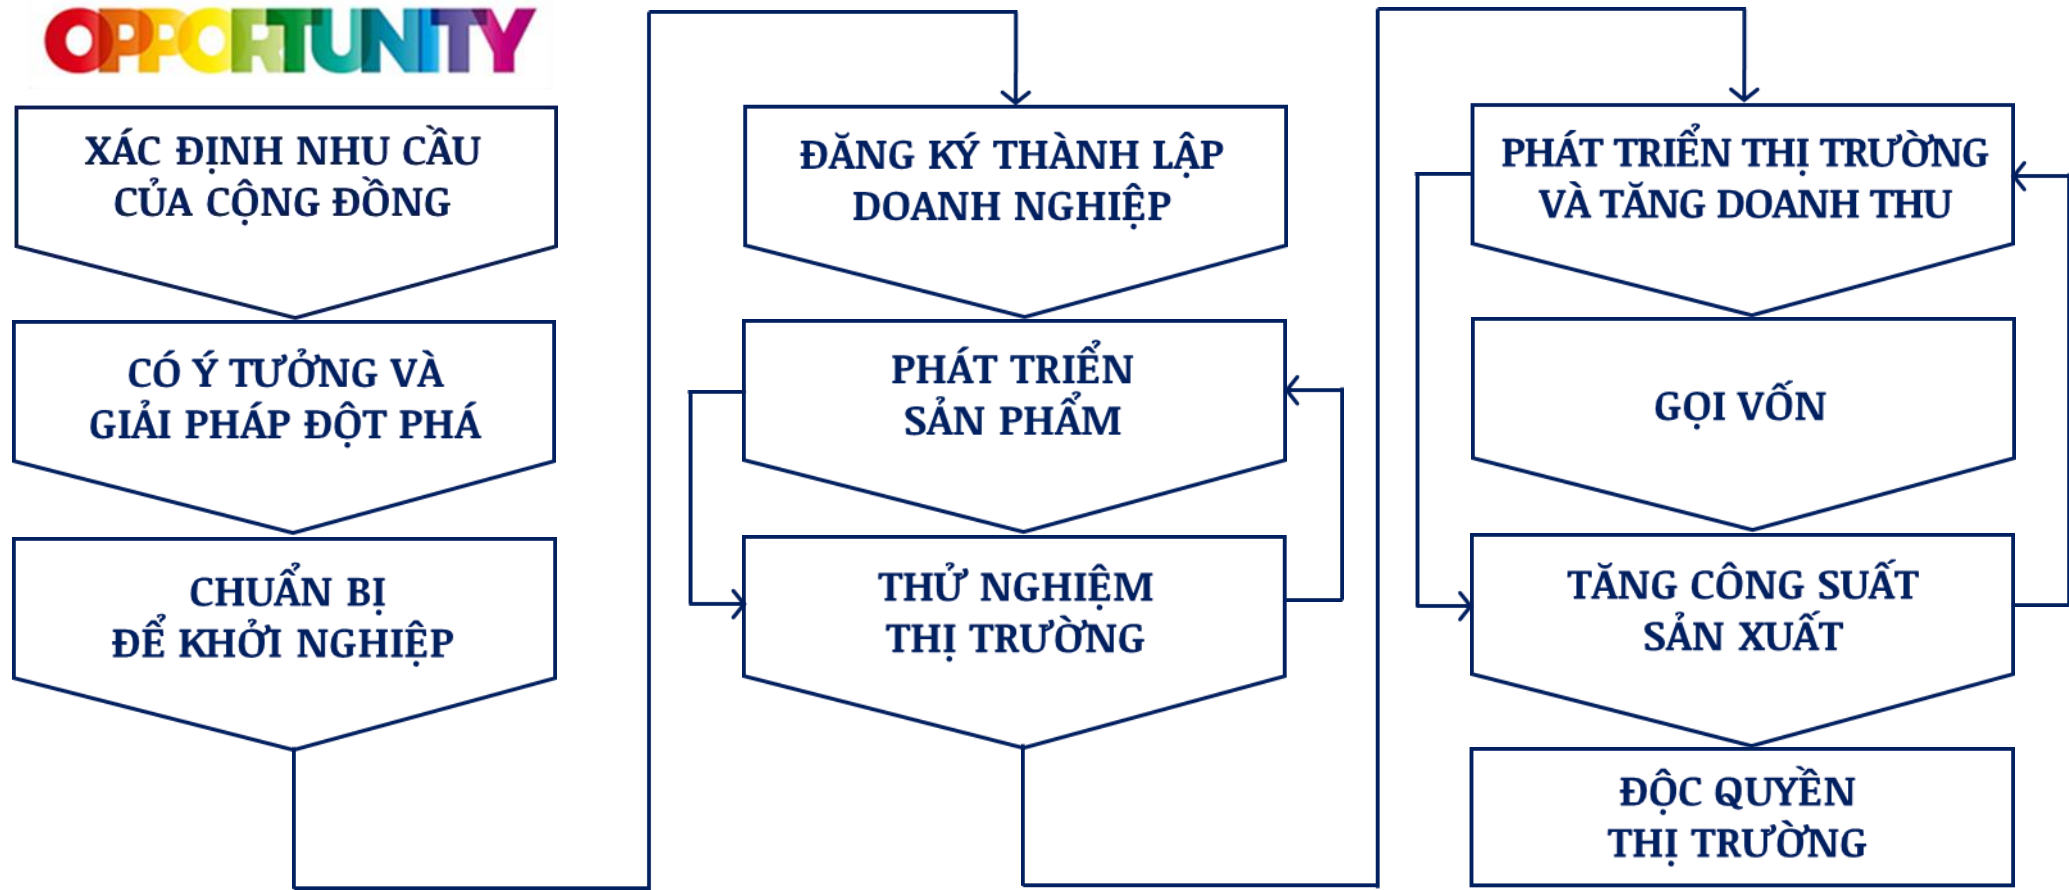 OPPORTUNITY
XÁC ĐỊNH NHU CẦU
CỦA CỘNG ĐỒNG
CÓ Ý TƯỞNG VÀ
GIẢI PHÁP ĐỘT PHÁ
CHUẨN BỊ
ĐỂ KHỞI NGHIỆP
ĐĂNG KÝ THÀNH LẬP
DOANH NGHIỆP
PHÁT TRIỂN
SẢN PHẨM
THỬ NGHIỆM
THỊ TRƯỜNG
PHÁT TRIỂN THỊ TRƯỜNG
VÀ TĂNG DOANH THU
GỌI VỐN
TĂNG CÔNG SUẤT
SẢN XUẤT
ĐỘC QUYỀN
THỊ TRƯỜNG